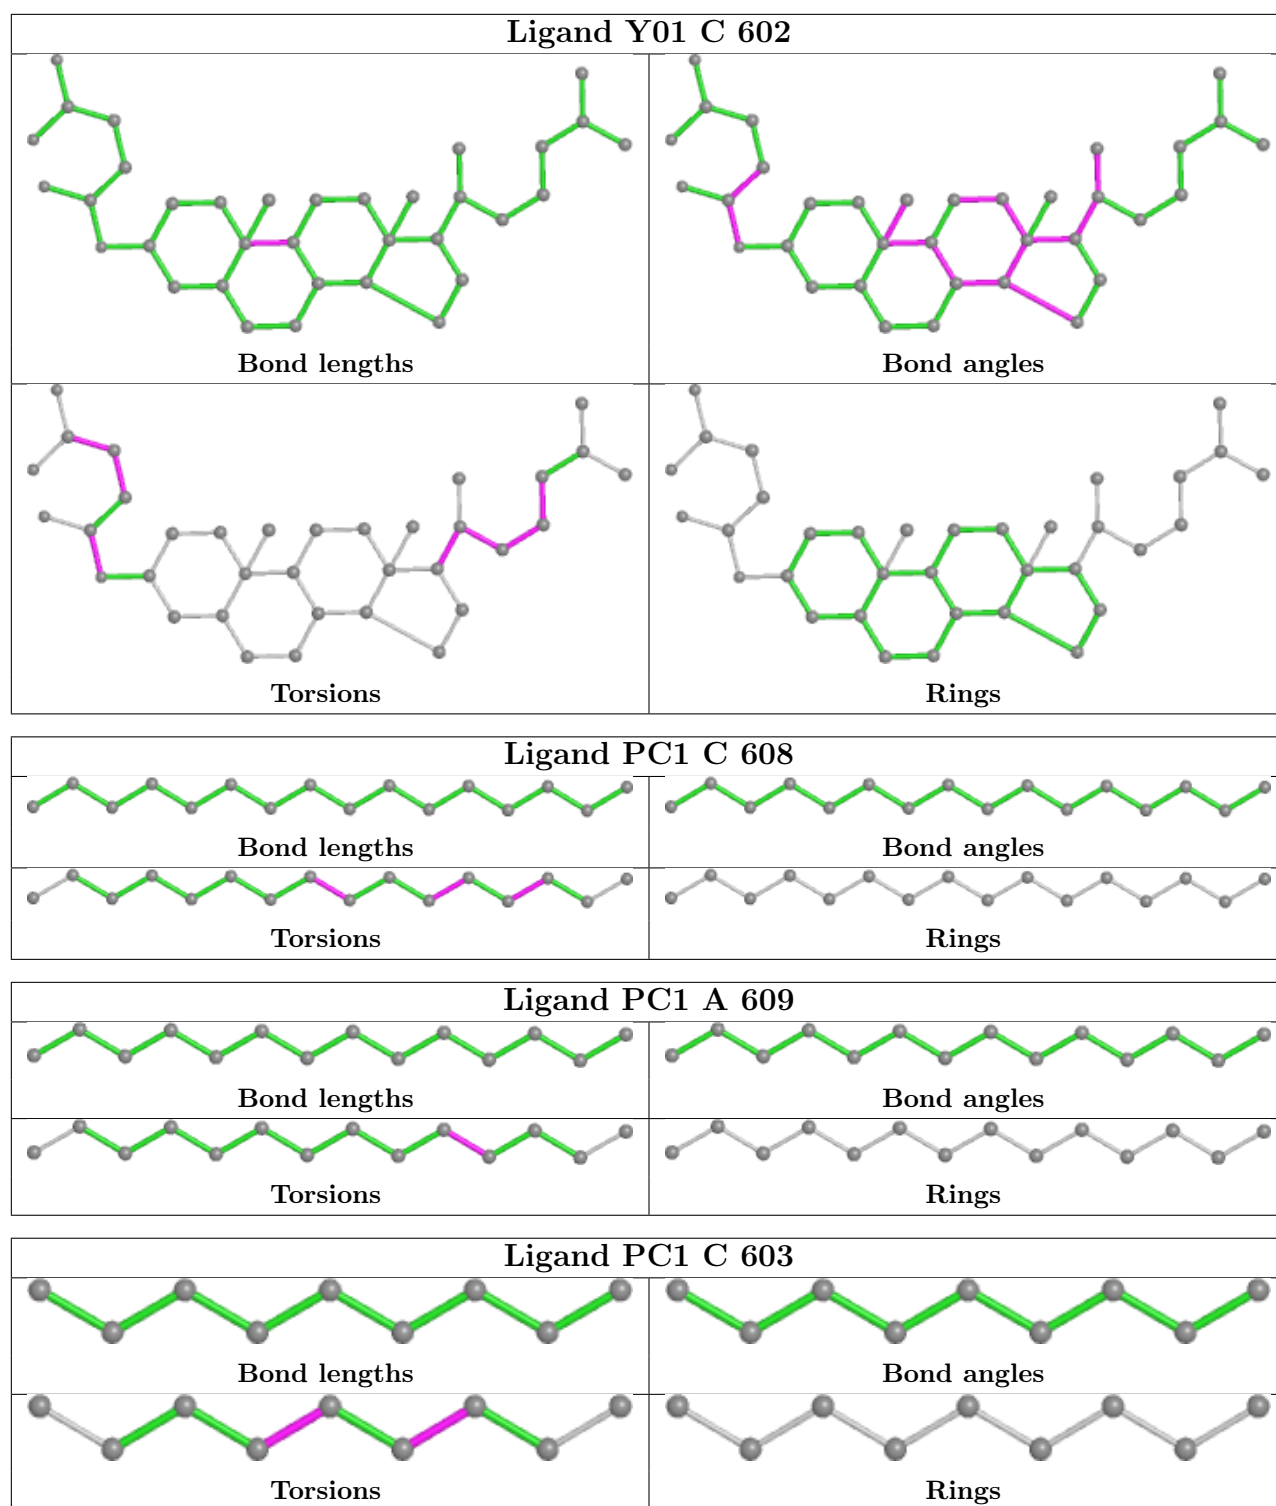 Ligand Y01 C 602
Bond lengths
Bond angles
Torsions
Rings
Ligand PC1 C 608
Bond lengths
Bond angles
Torsions
Rings
Ligand PC1 A 609
Bond lengths
Bond angles
Torsions
Rings
Ligand PC1 C 603
Bond lengths
Bond angles
Torsions
Rings